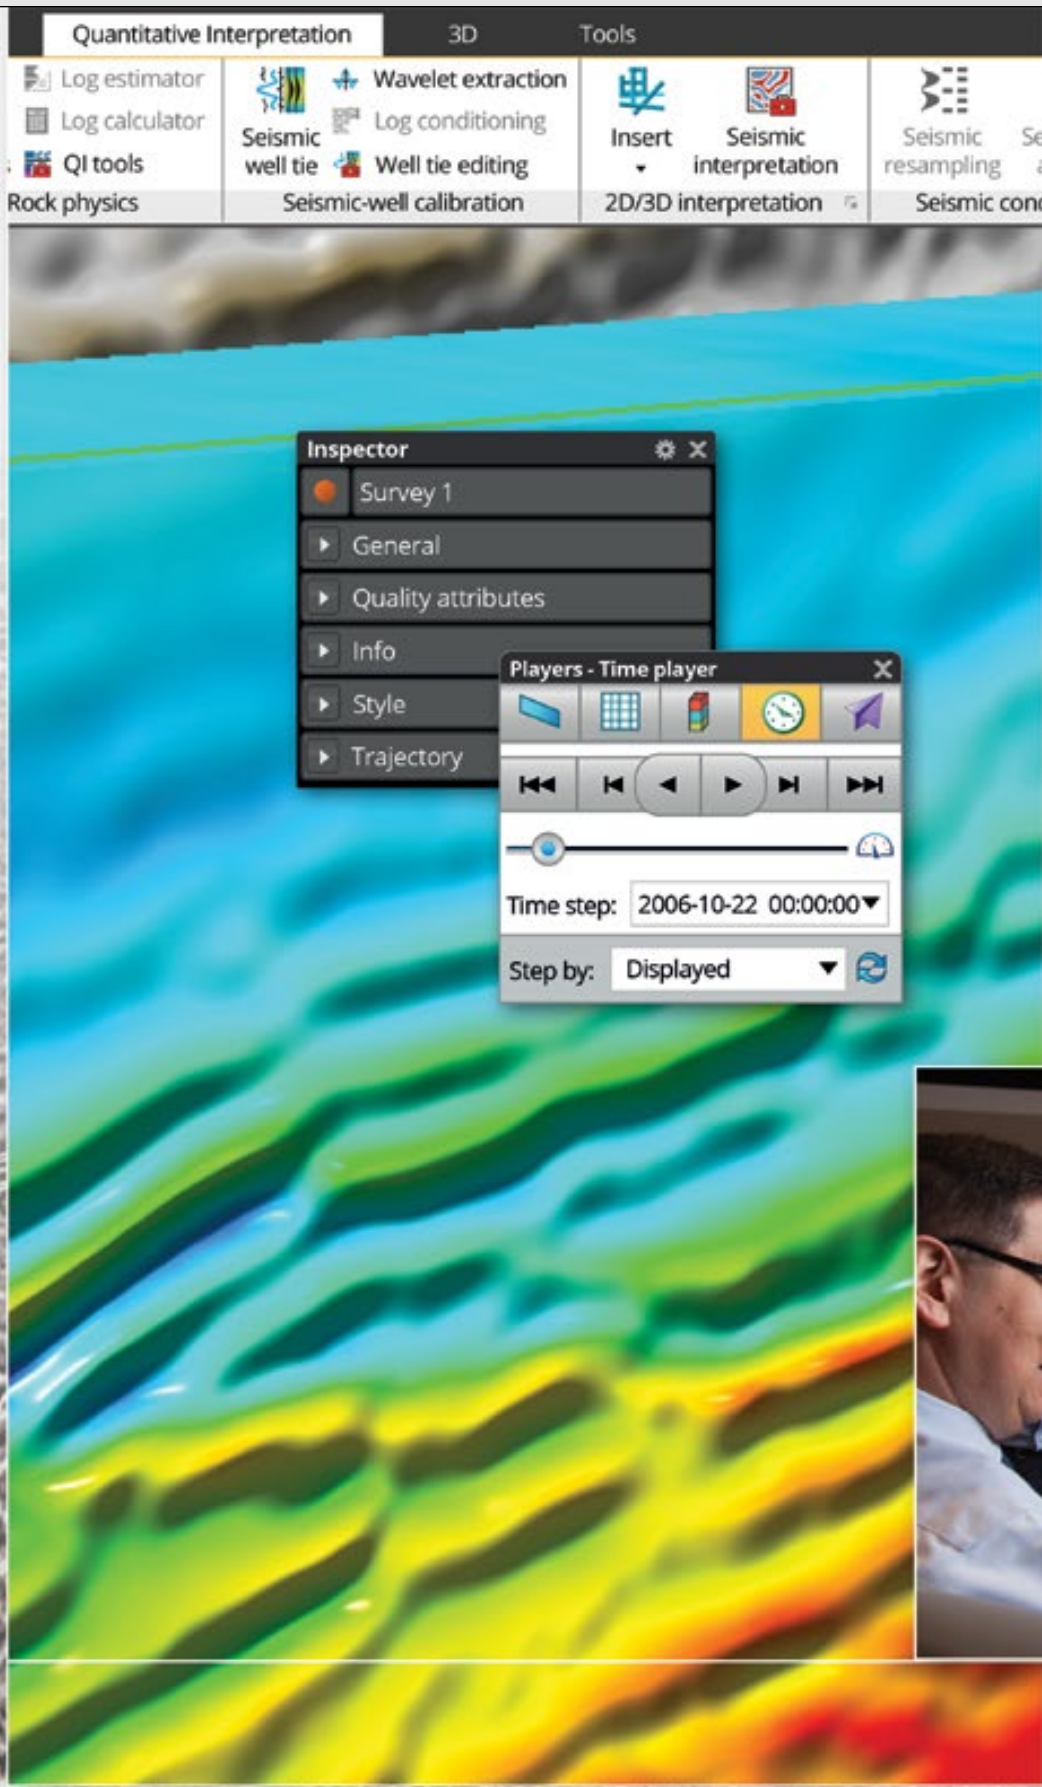 Quantitative Interpretation
3D
Tools
Log estimator
Log calculator
QI tools
Rock physics
Seismic
well tie
Wavelet extraction
Log conditioning
Well tie editing
Seismic-well calibration
Insert
Seismic
interpretation
2D/3D interpretation
Seismic
resampling
Seismic
Inspector
Survey 1
General
Quality attributes
Info
Style
Trajectory
Players - Time player
Time step: 2006-10-22 00:00:00
Step by: Displayed